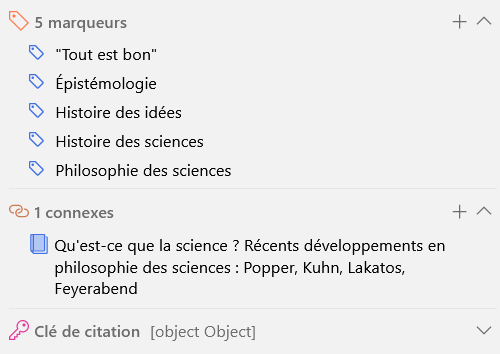 5 marqueurs
"Tout est bon"
Épistémologie
Histoire des idées
Histoire des sciences
Philosophie des sciences
1 connexes
Qu'est-ce que la science ? Récents développements en
philosophie des sciences : Popper, Kuhn, Lakatos,
Feyerabend
Clé de citation [object Object]